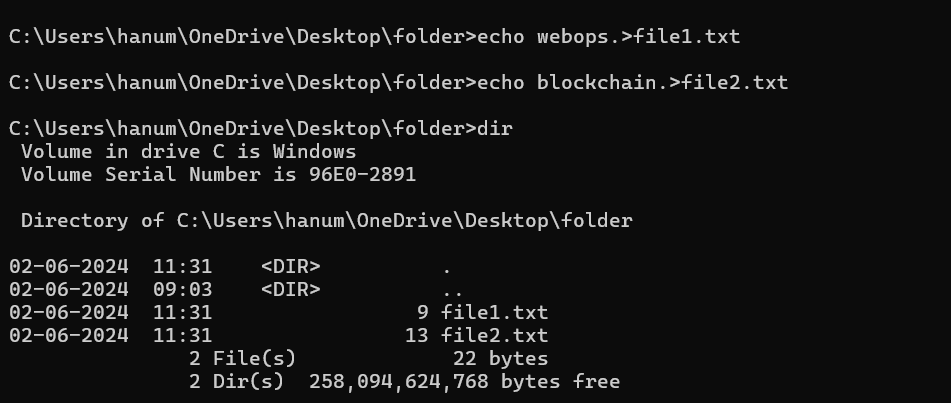 C:\Users\hanum\OneDrive\Desktop\folder>echo webops.>file1.txt
C:\Users\hanum\OneDrive\Desktop\folder>echo blockchain.>file2.txt
C:\Users\hanum\OneDrive\Desktop\folder>dir
 Volume in drive C is Windows
 Volume Serial Number is 96E0-2891
 Directory of C:\Users\hanum\OneDrive\Desktop\folder
02-06-2024  11:31    <DIR>          .
02-06-2024  09:03    <DIR>          ..
02-06-2024  11:31                 9 file1.txt
02-06-2024  11:31                13 file2.txt
               2 File(s)             22 bytes
               2 Dir(s)  258,094,624,768 bytes free